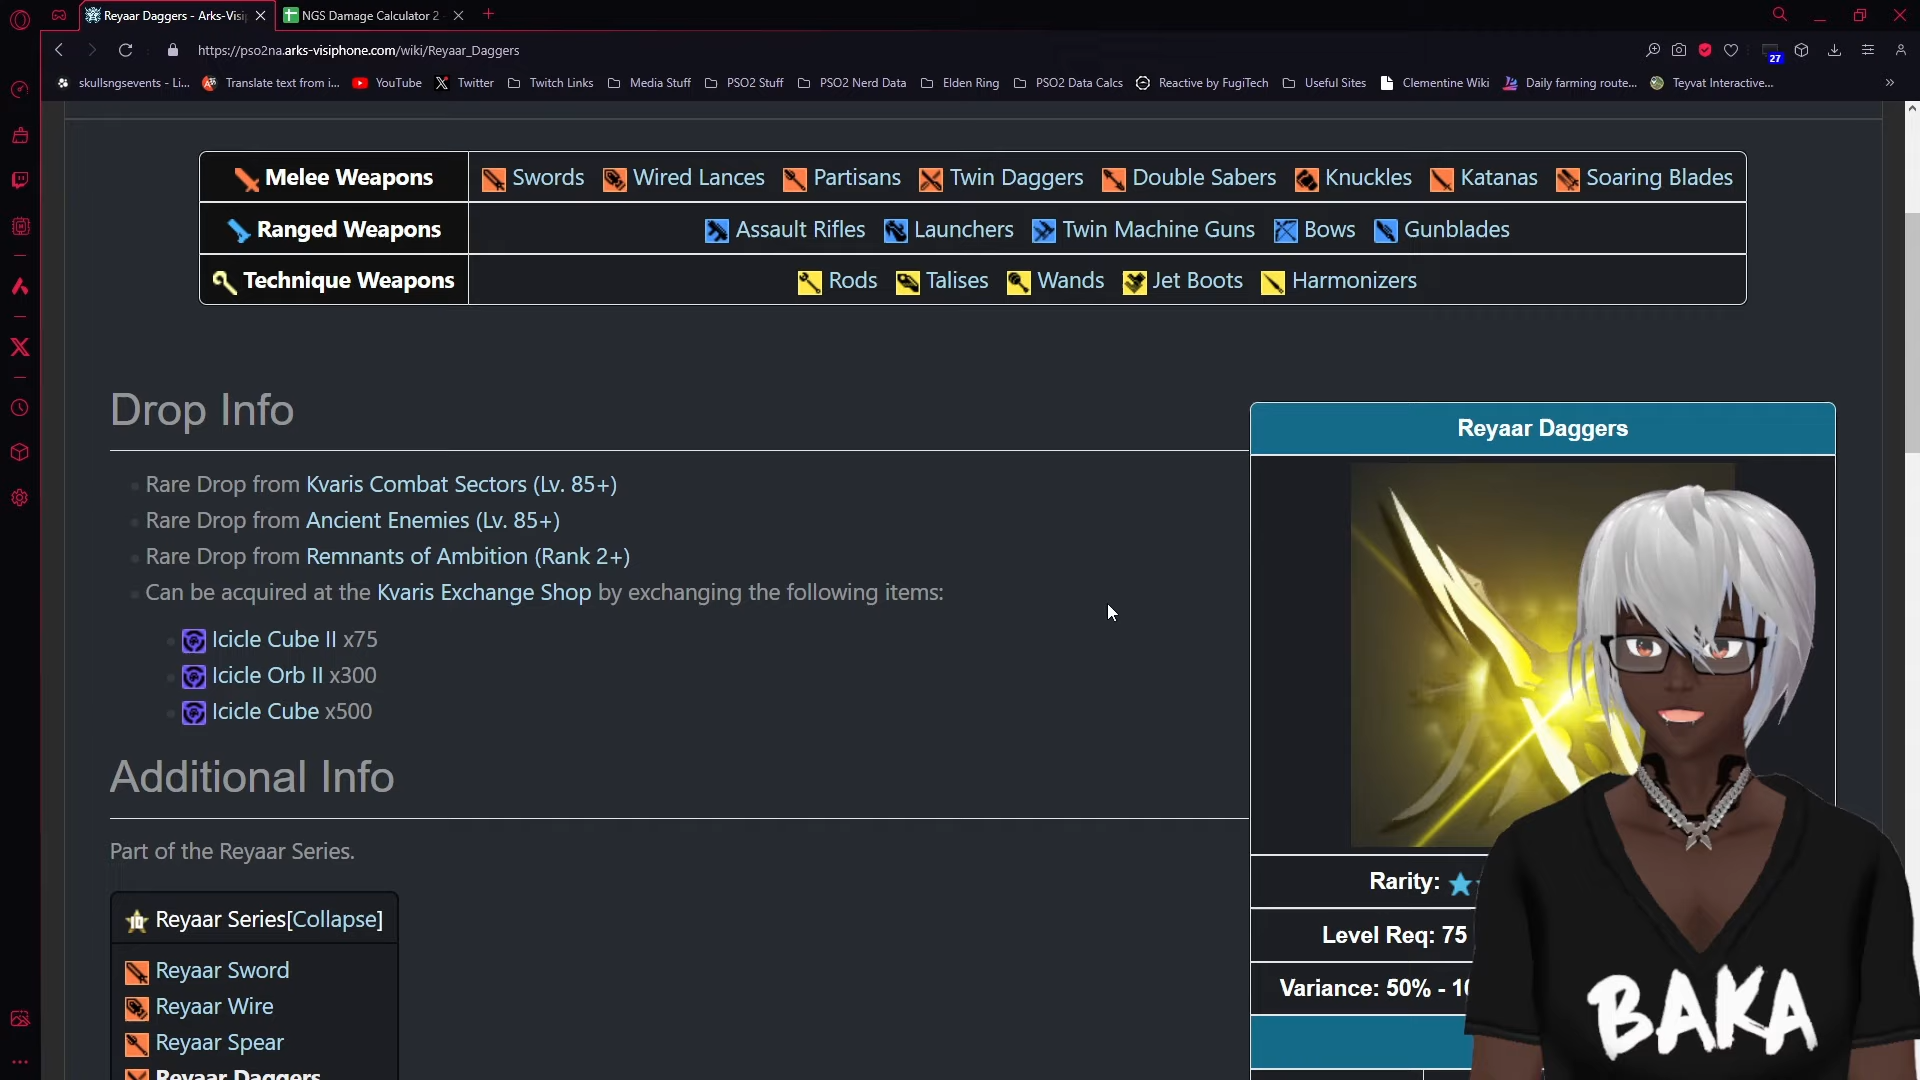 Reyaar Daggers - Arks-Visi
NGS Damage Calculator 2
https://pso2na.arks-visiphone.com/wiki/Reyaar_Daggers
27
skullsngsevents - Li...
Translate text from i...
YouTube
Twitter
Twitch Links
Media Stuff
PSO2 Stuff
PSO2 Nerd Data
Elden Ring
PSO2 Data Calcs
Reactive by FugiTech
Useful Sites
Clementine Wiki
Daily farming route...
Teyvat Interactive...
Melee Weapons Swords Wired Lances Partisans Twin Daggers Double Sabers Knuckles Katanas Soaring Blades
Ranged Weapons Assault Rifles Launchers Twin Machine Guns Bows Gunblades
Technique Weapons Rods Talises Wands Jet Boots Harmonizers
Drop Info
Rare Drop from Kvaris Combat Sectors (Lv. 85+)
Rare Drop from Ancient Enemies (Lv. 85+)
Rare Drop from Remnants of Ambition (Rank 2+)
Can be acquired at the Kvaris Exchange Shop by exchanging the following items:
Icicle Cube II x75
Icicle Orb II x300
Icicle Cube x500
Additional Info
Part of the Reyaar Series.
10 Reyaar Series[Collapse]
Reyaar Sword
Reyaar Wire
Reyaar Spear
Reyaar Daggers
Reyaar Daggers
Rarity:
Level Req: 75
Variance: 50% - 10
BAKA